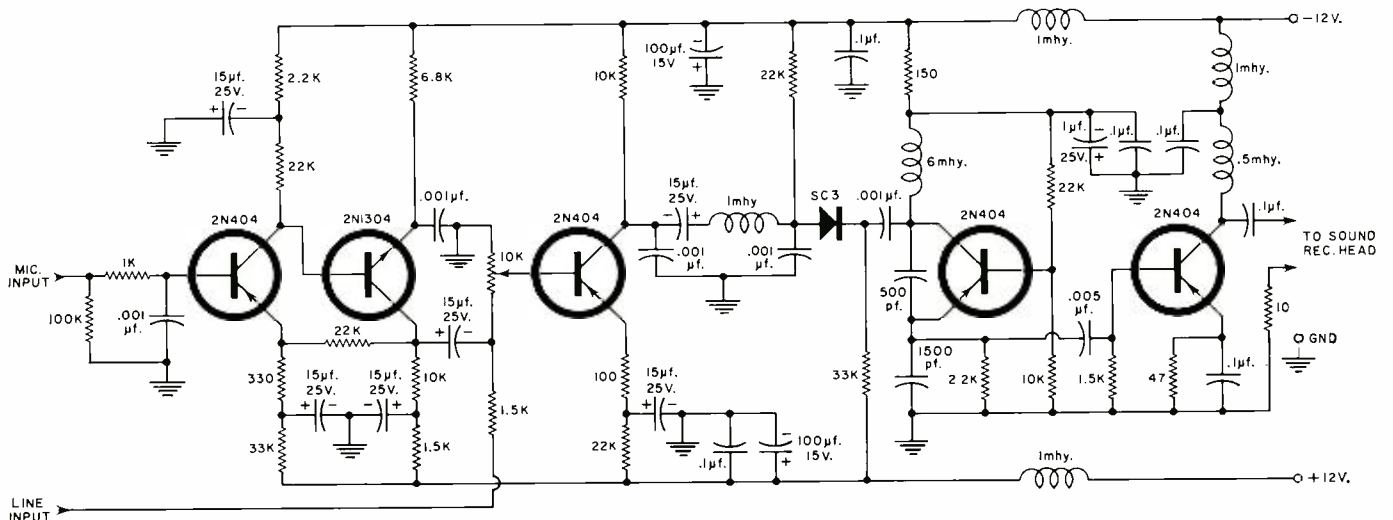 1mhy.
-12V.
15µf.
25V.
2.2K
6.8K
10K
100µf.
15V
22K
.1µf.
150
1mhy.
22K
6mhy.
22K
.1µf.
25V.
.1µf.
.1µf.
.5mhy.
2N404
2N1304
.001µf.
2N404
15µf.
25V.
1mhy
SC3
.001µf.
2N404
2N404
.1µf.
TO SOUND
REC. HEAD
MIC.
INPUT
1K
10K
.001
µf.
.001
µf.
500
pf.
.005
µf.
10
100K
.001
µf.
22K
15µf.
25V.
GND
330
15µf.
25V.
15µf.
25V.
10K
100
15µf.
25V.
33K
1500
pf.
2.2K
10K
1.5K
47
.1µf.
33K
1.5K
1.5K
22K
.1µf.
100µf.
15V.
1mhy.
+12V.
LINE
INPUT